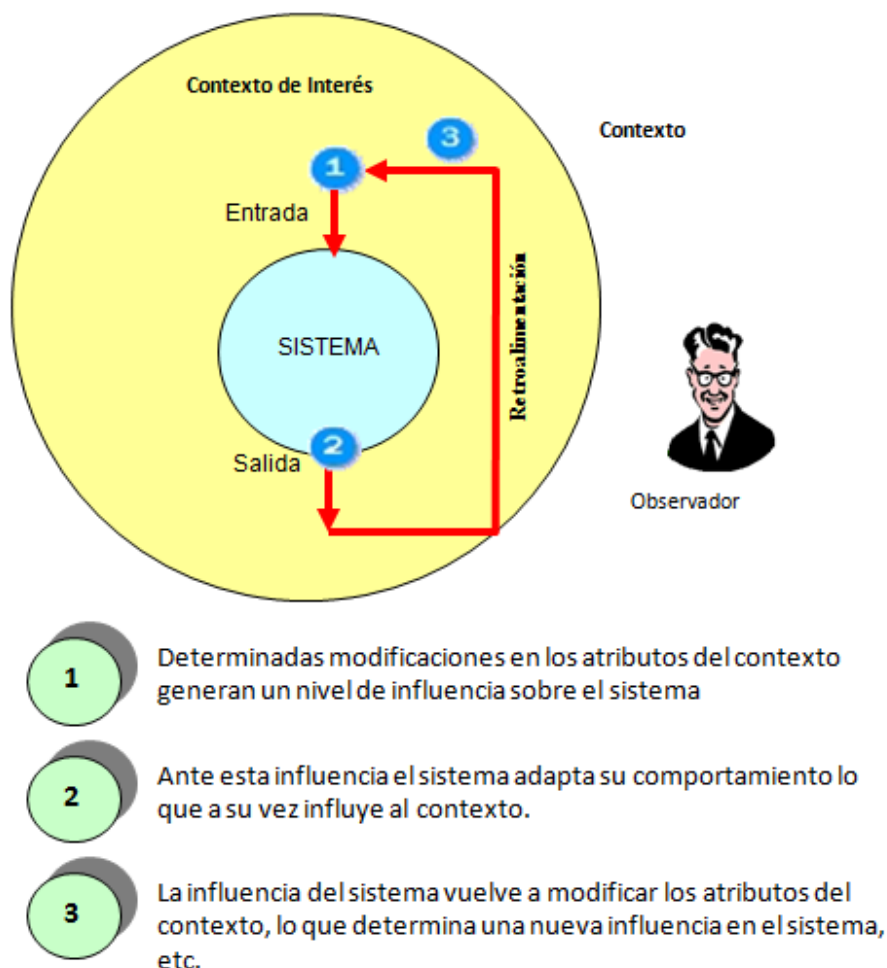 Contexto de Interés
3
Contexto
1
Entrada
Retroalimentación
SISTEMA
2
Salida
Observador
1
Determinadas modificaciones en los atributos del contexto
generan un nivel de influencia sobre el sistema
2
Ante esta influencia el sistema adapta su comportamiento lo
que a su vez influye al contexto.
3
La influencia del sistema vuelve a modificar los atributos del
contexto, lo que determina una nueva influencia en el sistema,
etc.